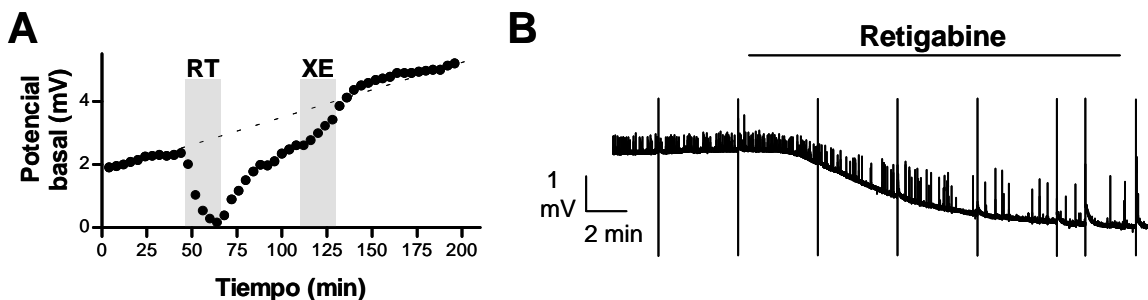 A
RT
XE
Potencial
basal (mV)
4
2
0
0 25 50 75 100 125 150 175 200
Tiempo (min)
B
Retigabine
1
mV
2 min